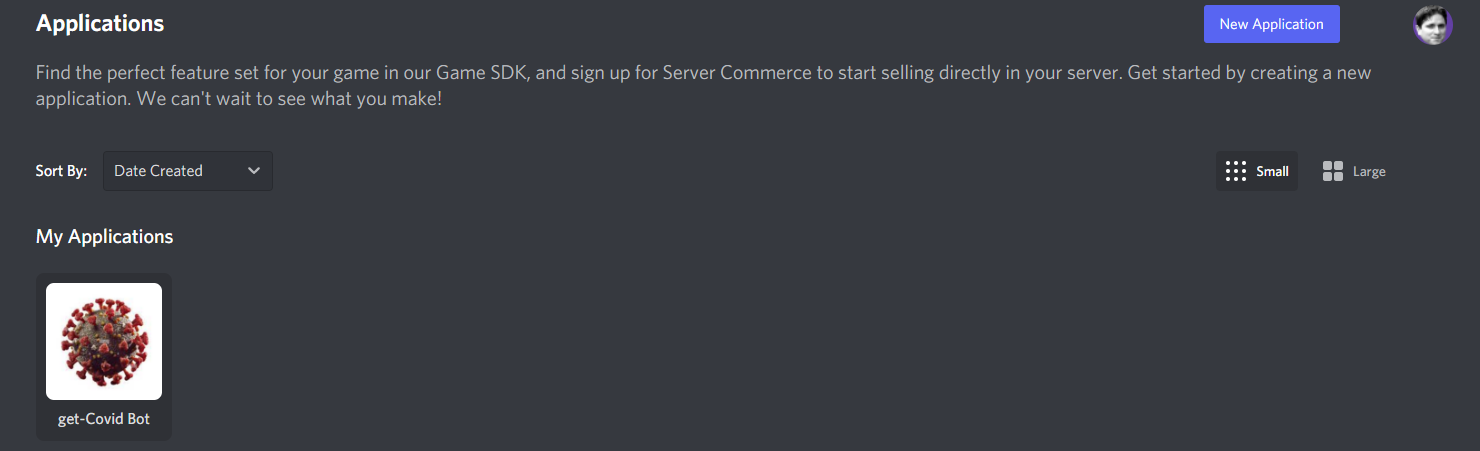 Applications
New Application
Find the perfect feature set for your game in our Game SDK, and sign up for Server Commerce to start selling directly in your server. Get started by creating a new
application. We can't wait to see what you make!
Sort By:
Date Created
Small
Large
My Applications
get-Covid Bot